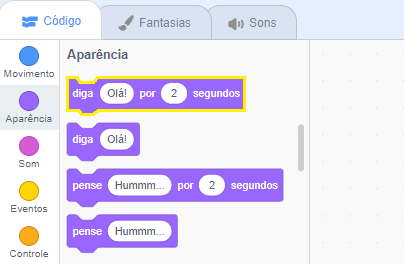 Código
Fantasias
Sons
Movimento
Aparência
Som
Eventos
Controle
Aparência
diga Olá! por 2 segundos
diga Olá!
pense Hummm... por 2 segundos
pense Hummm...